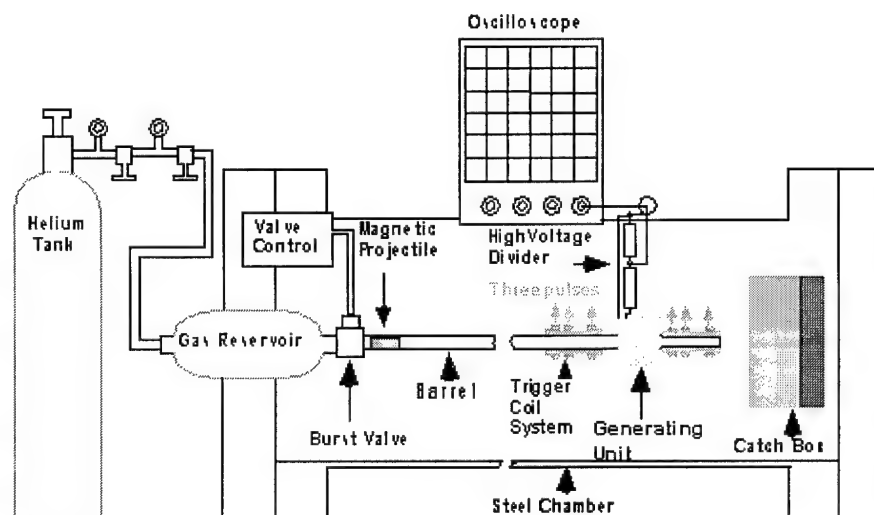 Oscilloscope
Helium
Tank
Valve
Control
Magnetic
Projectile
High Voltage
Divider
Three pulses
Gas Reservoir
Barrel
Trigger
Coil
System
Generating
Unit
Burst Valve
Catch Box
Steel Chamber